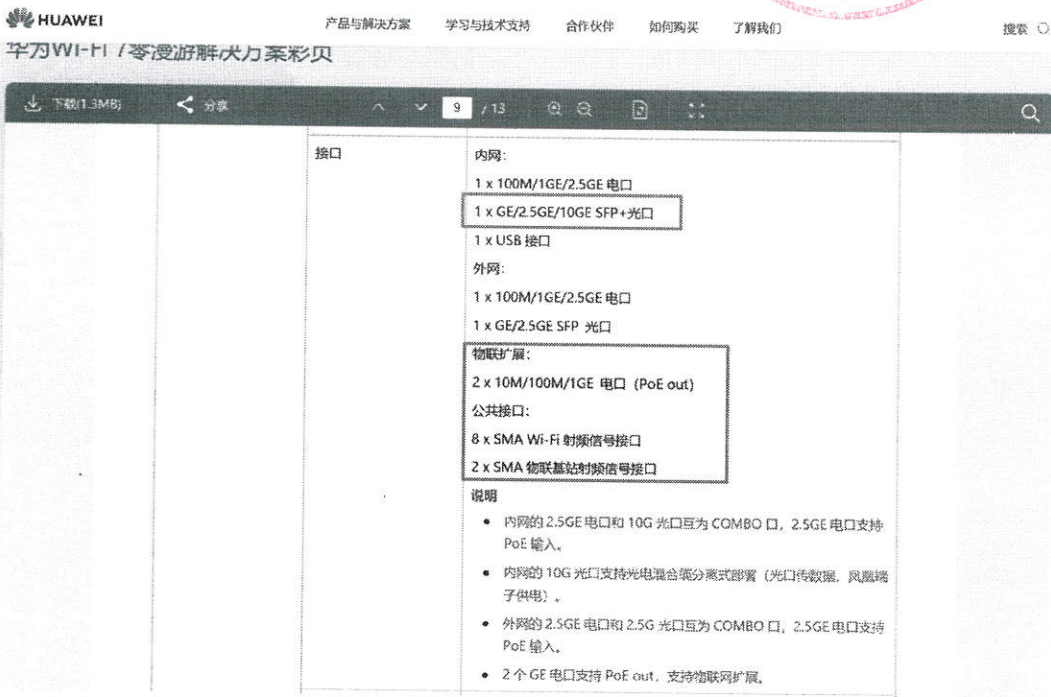 HUAWEI
产品与解决方案 学习与技术支持 合作伙伴 如何购买 了解我们 搜索
华为Wi-Fi 7零漫游解决方案彩页
下载(1.3MB) 分享 9 / 13
接口
内网:
1 x 100M/1GE/2.5GE 电口
1 x GE/2.5GE/10GE SFP+光口
1 x USB 接口
外网:
1 x 100M/1GE/2.5GE 电口
1 x GE/2.5GE SFP 光口
物联扩展:
2 x 10M/100M/1GE 电口 (PoE out)
公共接口:
8 x SMA Wi-Fi 射频信号接口
2 x SMA 物联基站射频信号接口
说明
• 内网的 2.5GE 电口和 10G 光口互为 COMBO 口, 2.5GE 电口支持
PoE 输入。
• 内网的 10G 光口支持光电混合缆分离式部署 (光口传数据, 凤凰端
子供电) 。
• 外网的 2.5GE 电口和 2.5G 光口互为 COMBO 口, 2.5GE 电口支持
PoE 输入。
• 2 个 GE 电口支持 PoE out, 支持物联网扩展。